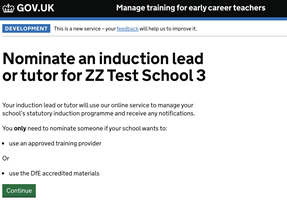 GOV.UK Manage training for early career teachers
DEVELOPMENT This is a new service – your feedback will help us to improve it.
Nominate an induction lead
or tutor for ZZ Test School 3
Your induction lead or tutor will use our online service to manage your
school's statutory induction programme and receive any notifications.
You only need to nominate someone if your school wants to:
• use an approved training provider
Or
• use the DfE accredited materials
Continue